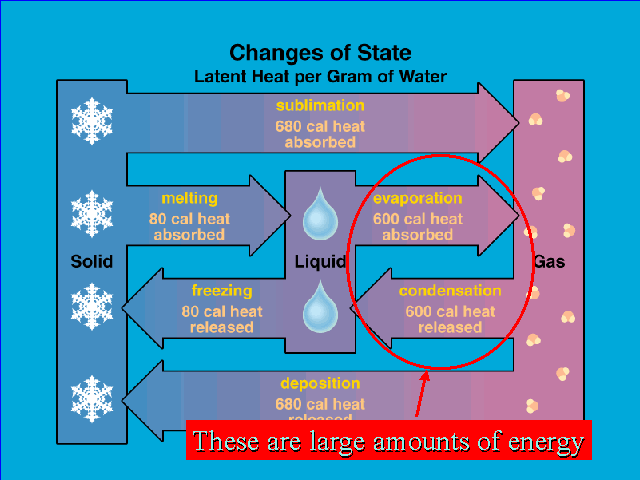 Changes of State
Latent Heat per Gram of Water
sublimation
680 cal heat
absorbed
melting
80 cal heat
absorbed
evaporation
600 cal heat
absorbed
Solid
Liquid
Gas
freezing
80 cal heat
released
condensation
600 cal heat
released
deposition
680 cal heat
released
These are large amounts of energy